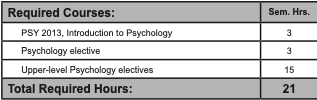 Required Courses: Sem. Hrs.
PSY 2013, Introduction to Psychology 3
Psychology elective 3
Upper-level Psychology electives 15
Total Required Hours: 21